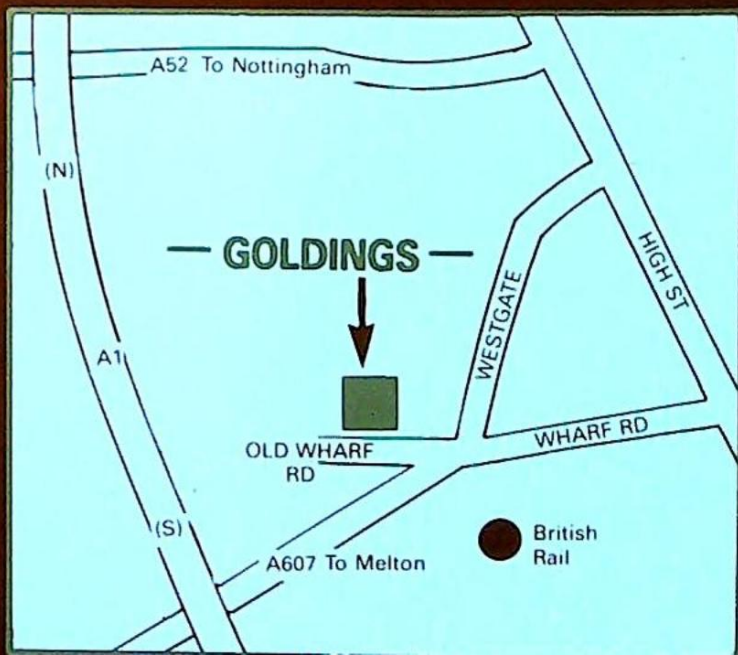 A52 To Nottingham
(N)
— GOLDINGS —
HIGH ST
WESTGATE
A1
WHARF RD
OLD WHARF
RD
(S)
British
Rail
A607 To Melton